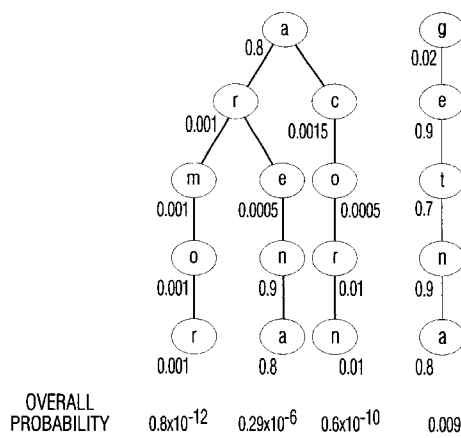 a g
0.8 0.02
r c e
0.001 0.0015 0.9
m e o t
0.001 0.0005 0.0005 0.7
o n r n
0.001 0.9 0.01 0.9
r a n a
0.001 0.8 0.01 0.8
OVERALL
PROBABILITY 0.8x10⁻¹² 0.29x10⁻⁶ 0.6x10⁻¹⁰ 0.009